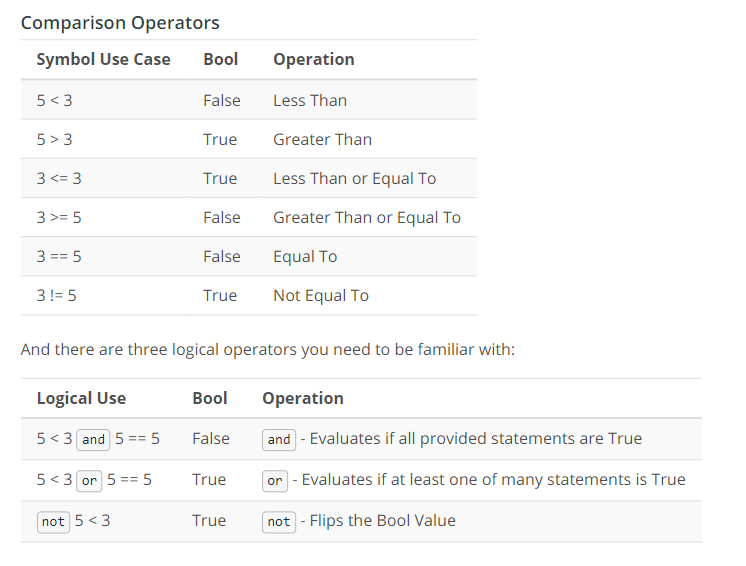 Comparison Operators
Symbol Use Case Bool Operation
5 < 3 False Less Than
5 > 3 True Greater Than
3 <= 3 True Less Than or Equal To
3 >= 5 False Greater Than or Equal To
3 == 5 False Equal To
3 != 5 True Not Equal To
And there are three logical operators you need to be familiar with:
Logical Use Bool Operation
5 < 3 and 5 == 5 False and - Evaluates if all provided statements are True
5 < 3 or 5 == 5 True or - Evaluates if at least one of many statements is True
not 5 < 3 True not - Flips the Bool Value